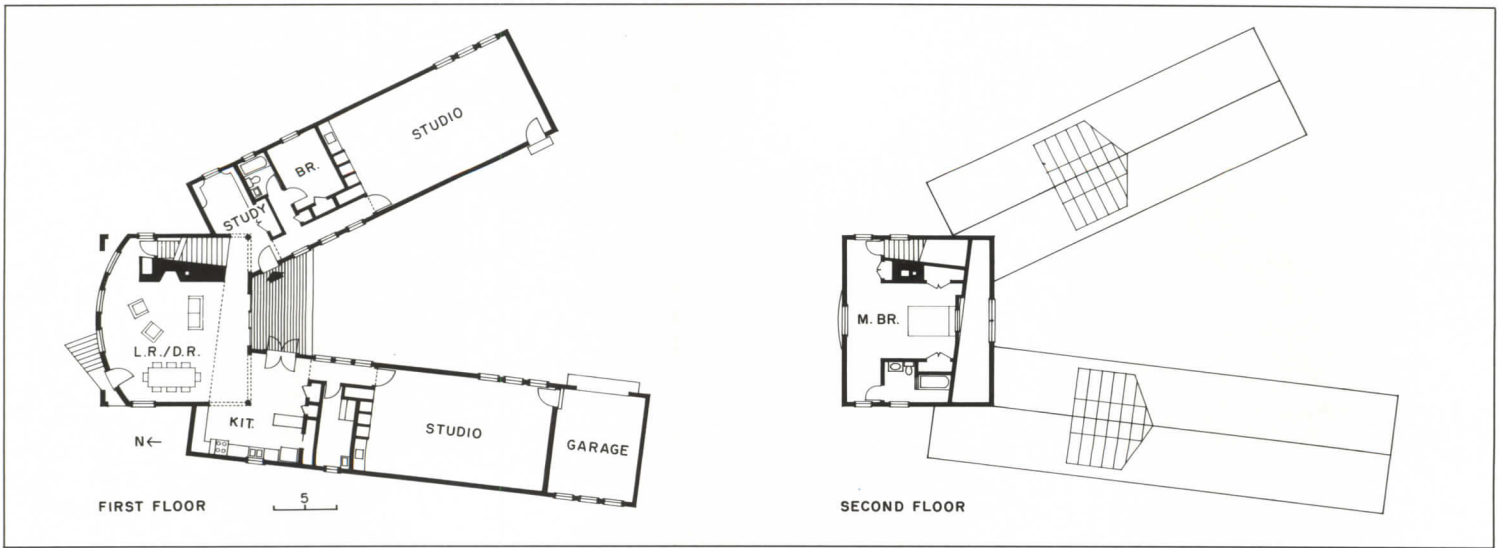 STUDIO
BR.
STUDY
L.R./D.R.
KIT.
STUDIO
GARAGE
N←
FIRST FLOOR
5
M. BR.
SECOND FLOOR